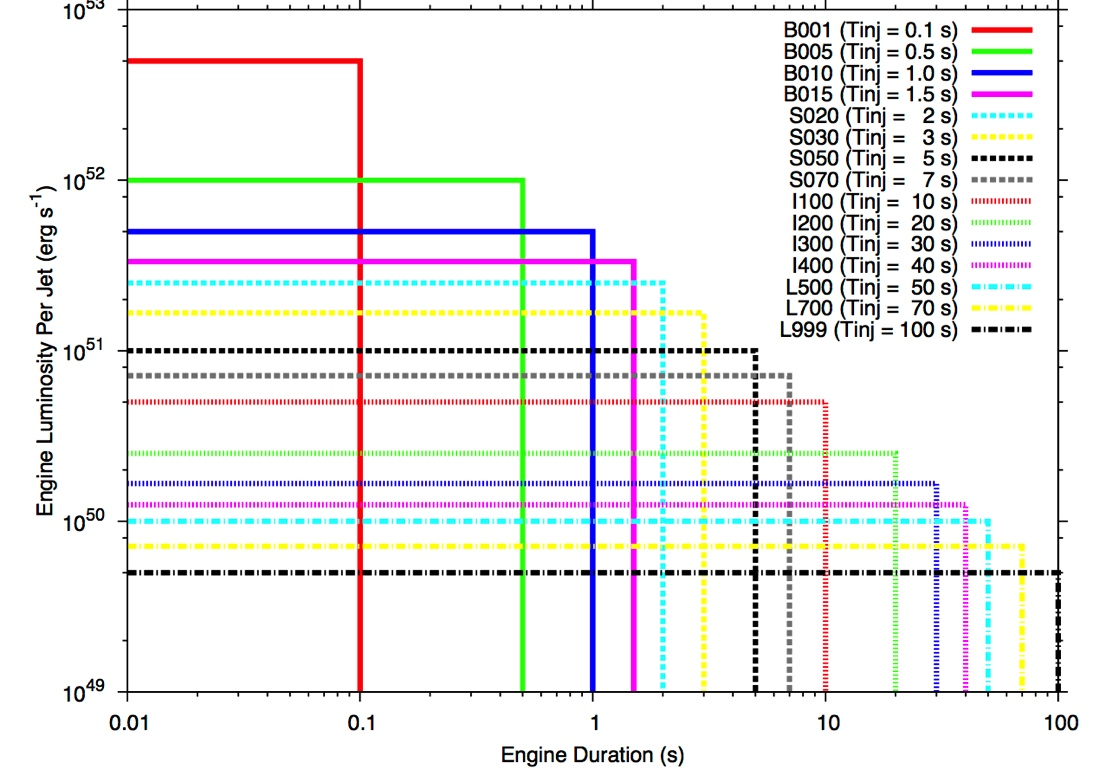 10^53
10^52
10^51
10^50
10^49
Engine Luminosity Per Jet (erg s^-1)
B001 (Tinj = 0.1 s)
B005 (Tinj = 0.5 s)
B010 (Tinj = 1.0 s)
B015 (Tinj = 1.5 s)
S020 (Tinj = 2 s)
S030 (Tinj = 3 s)
S050 (Tinj = 5 s)
S070 (Tinj = 7 s)
I100 (Tinj = 10 s)
I200 (Tinj = 20 s)
I300 (Tinj = 30 s)
I400 (Tinj = 40 s)
L500 (Tinj = 50 s)
L700 (Tinj = 70 s)
L999 (Tinj = 100 s)
0.01 0.1 1 10 100
Engine Duration (s)